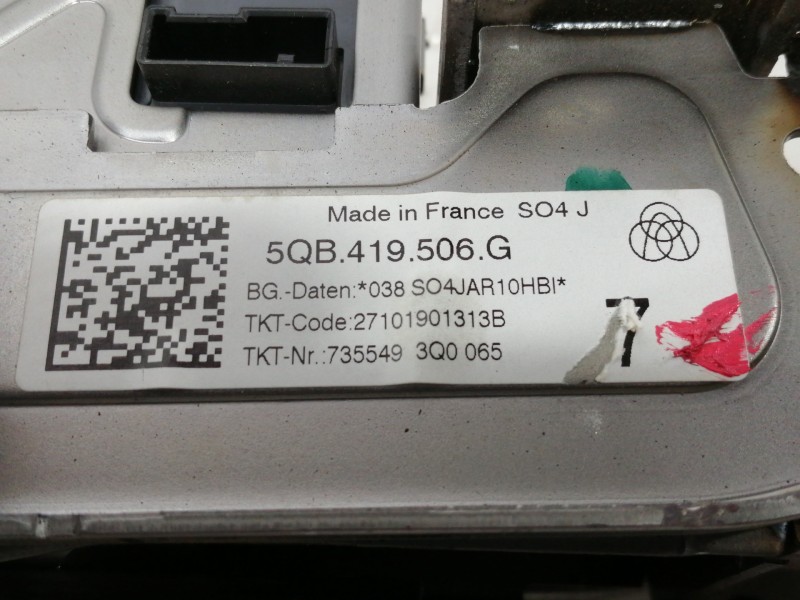 Made in France SO4 J
5QB.419.506.G
BG.-Daten:*038 SO4JAR10HBI*
TKT-Code:27101901313B
TKT-Nr.:735549 3Q0 065
7